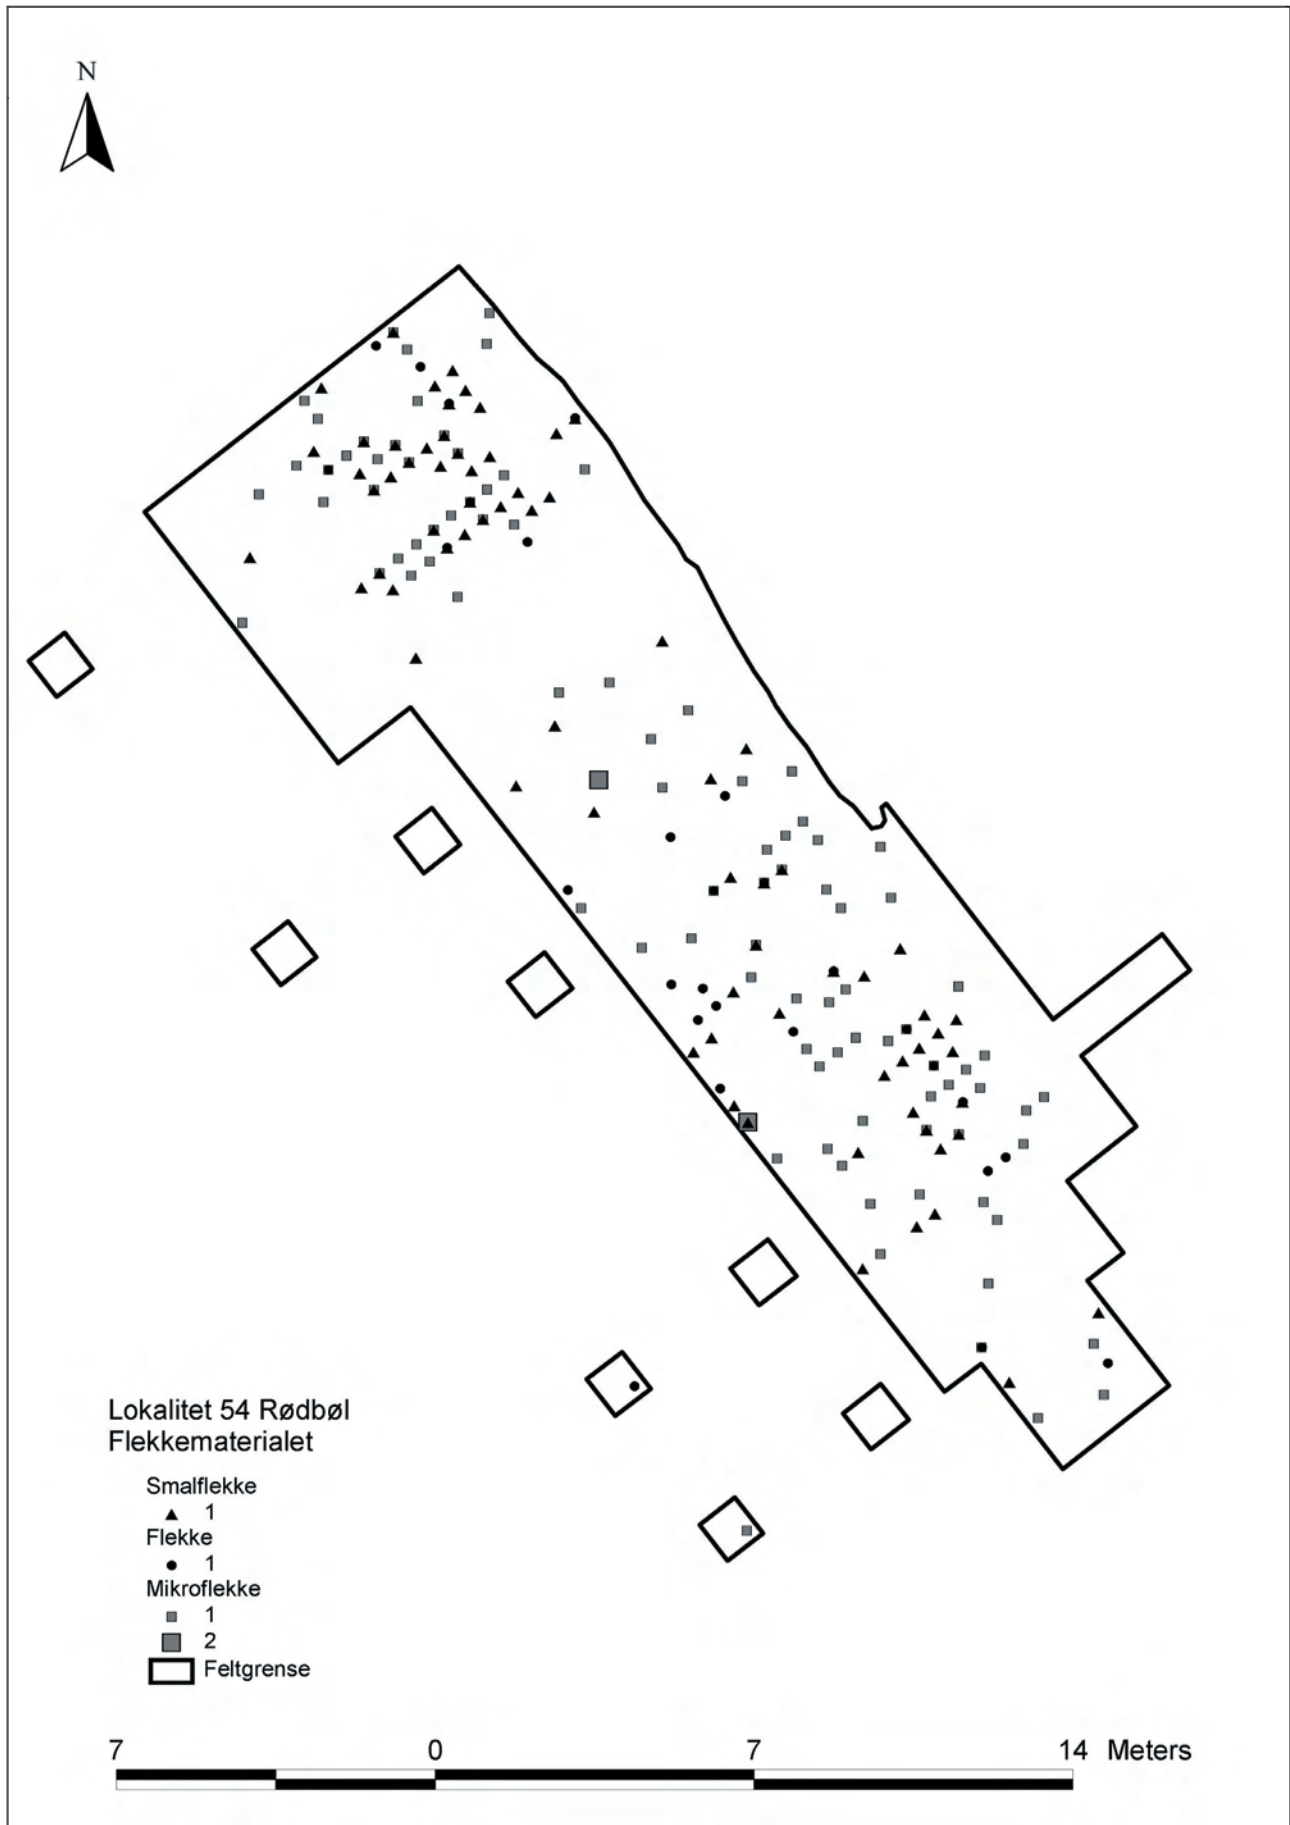 N
Lokalitet 54 Rødbøl
Flekkematerialet
Smalflekke
1
Flekke
1
Mikroflekke
1
2
Feltgrense
7 0 7 14 Meters